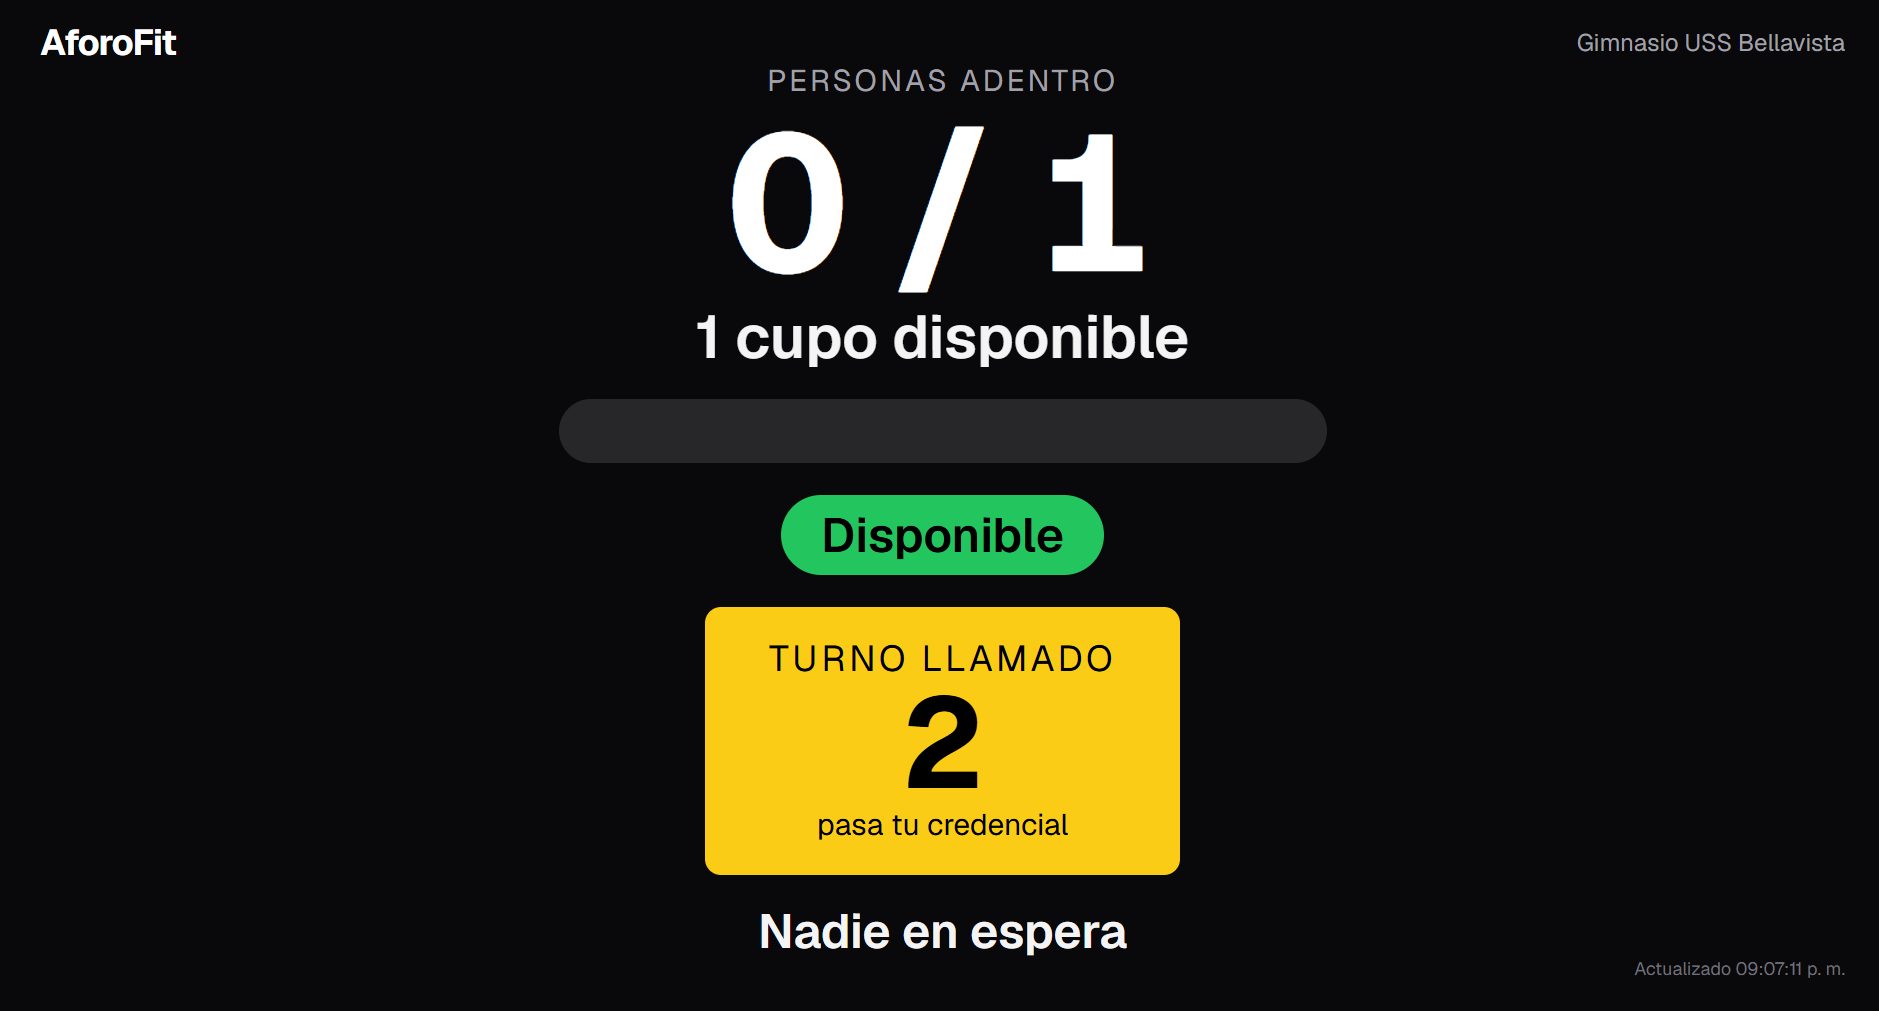 AforoFit
Gimnasio USS Bellavista
PERSONAS ADENTRO
0 / 1
1 cupo disponible
Disponible
TURNO LLAMADO
2
pasa tu credencial
Nadie en espera
Actualizado 09:07:11 p. m.